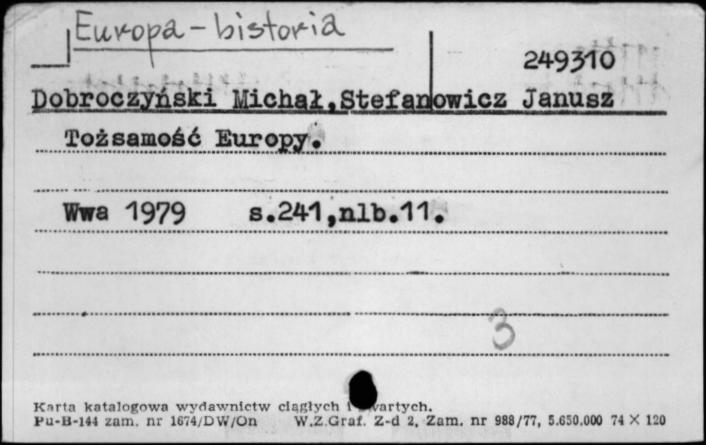 Europa - historia
249310
Dobroczyński Michał,Stefanowicz Janusz
Tożsamość Europy.
Wwa 1979 s.241,nlb.11.
3
Karta katalogowa wydawnictw ciągłych i zwartych.
Pu-B-144 zam. nr 1674/DW/On W.Z.Graf. Z-d 2, Zam. nr 988/77, 5.650.000 74 X 120